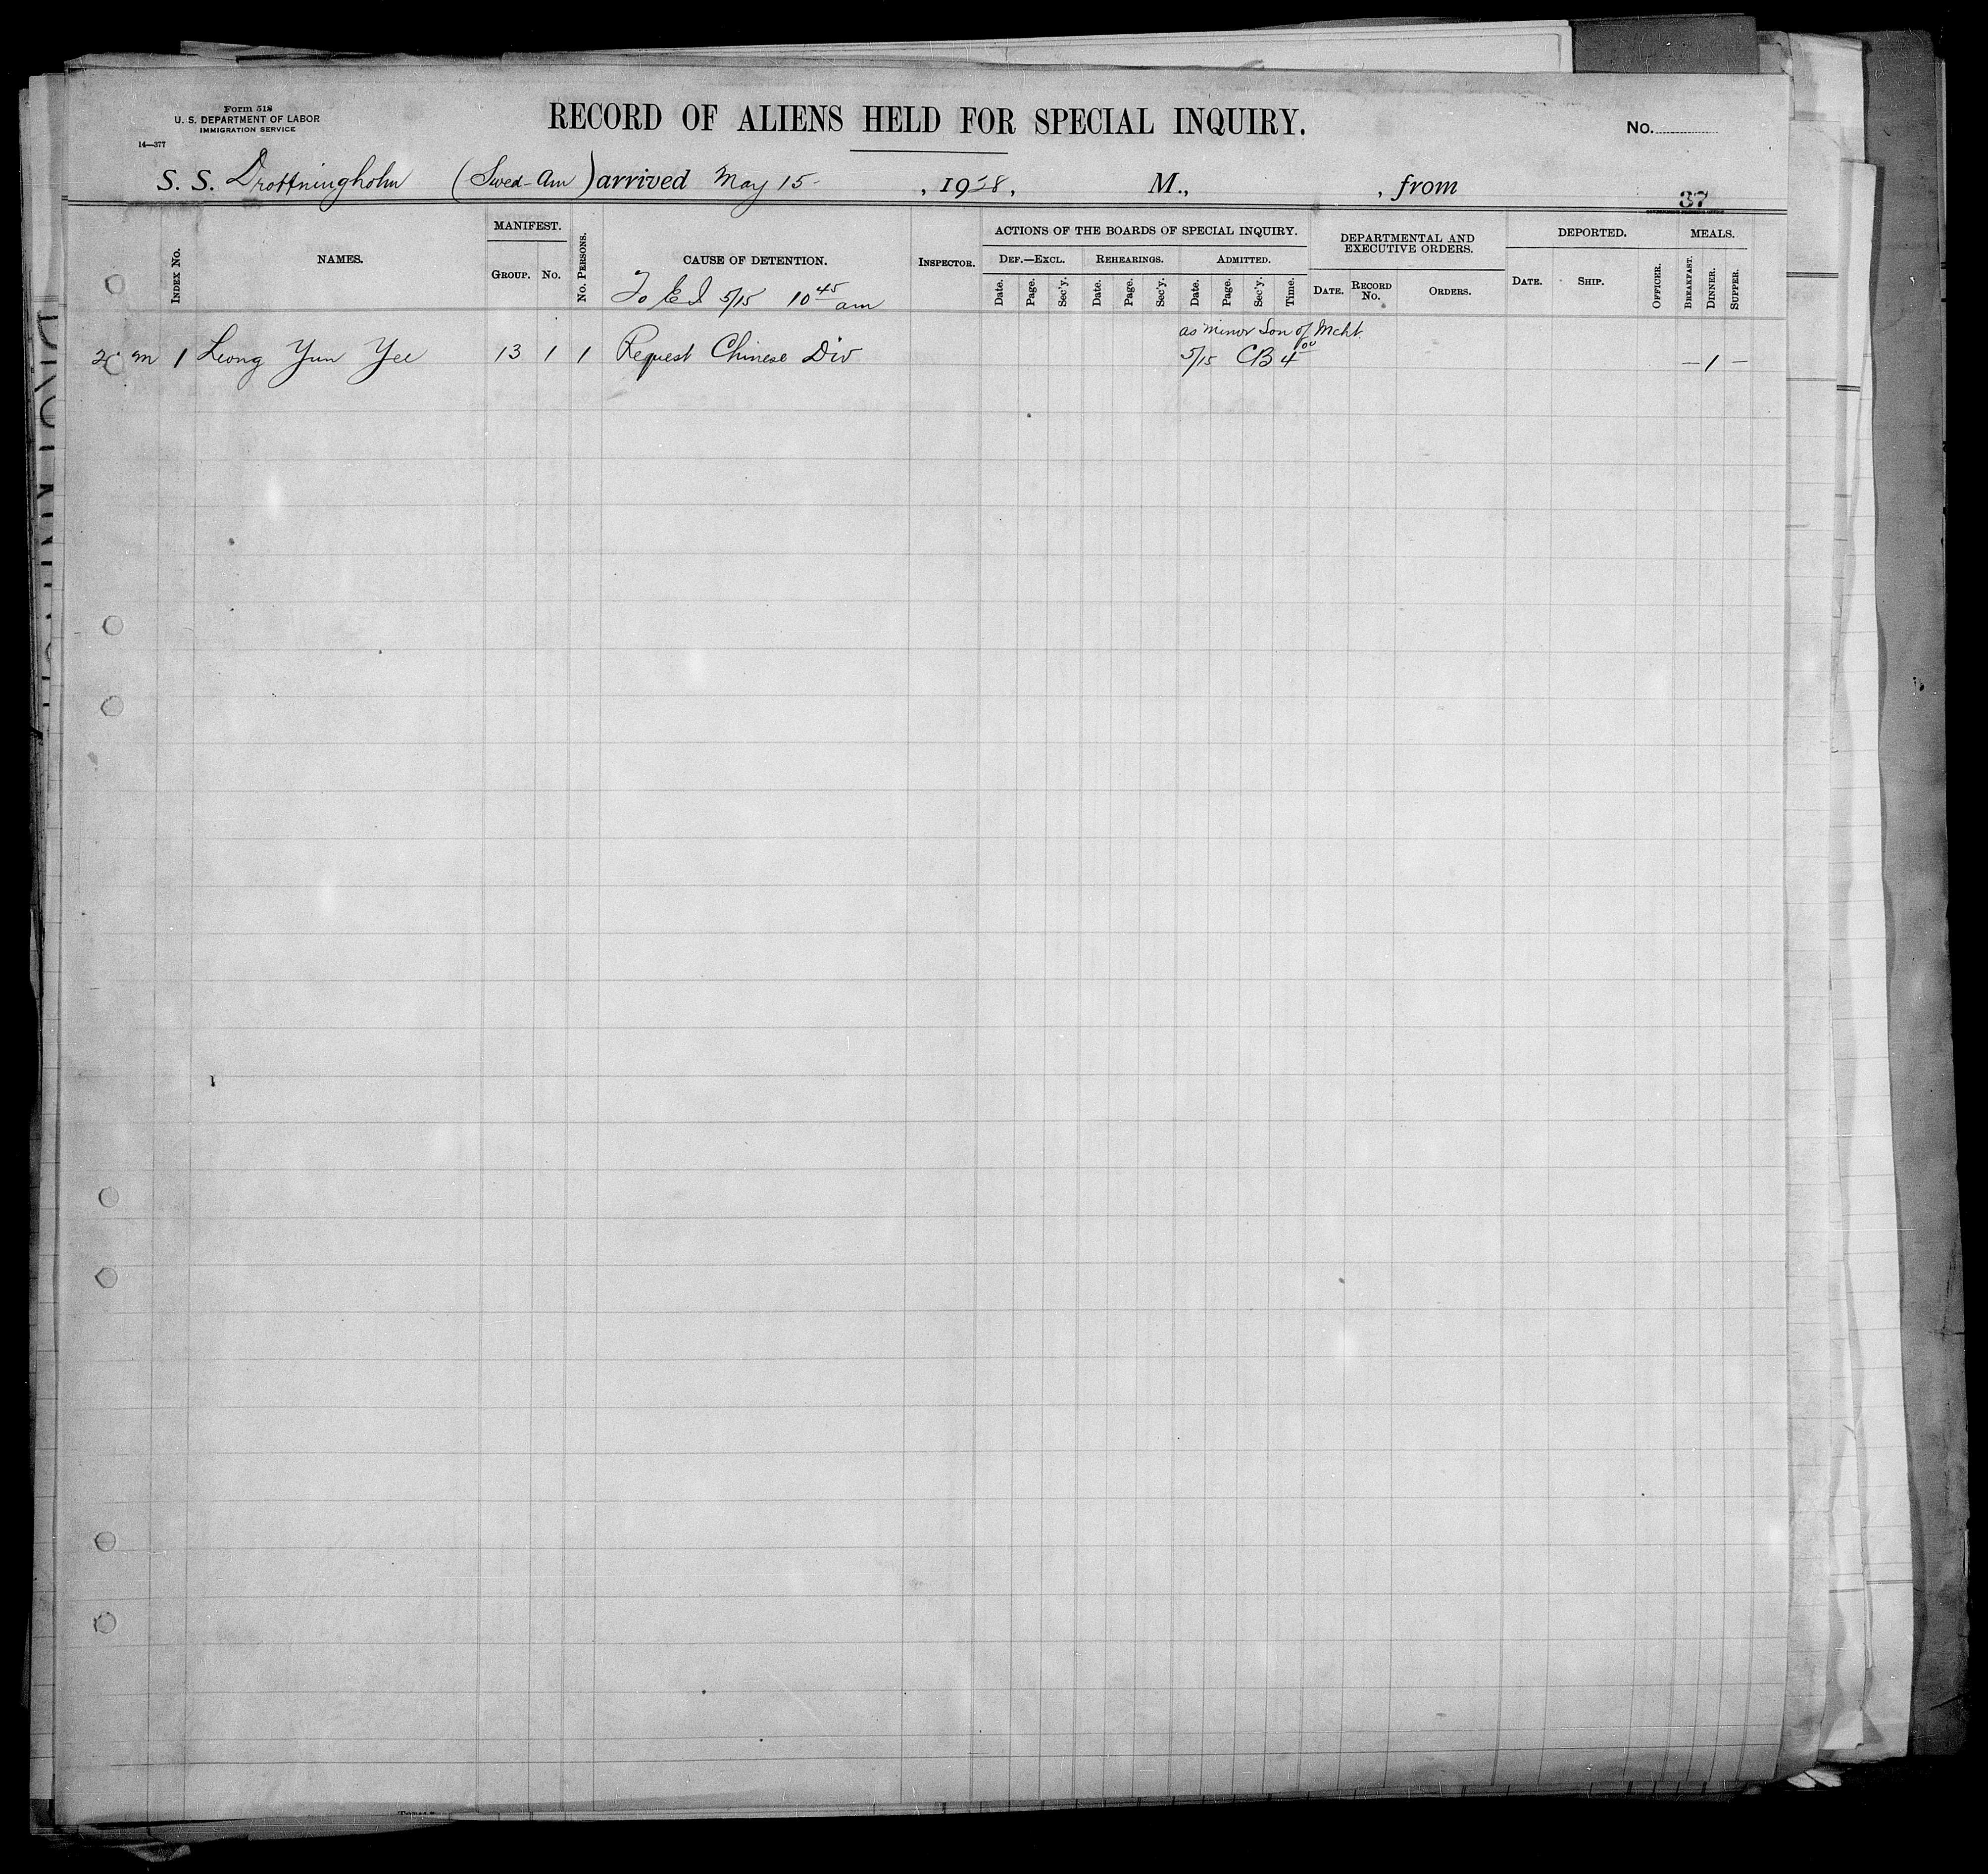 Form 518
U. S. DEPARTMENT OF LABOR
IMMIGRATION SERVICE
14—377
RECORD OF ALIENS HELD FOR SPECIAL INQUIRY.
No.
S. S. Drottningholm (Swed-Am) arrived May 15- , 1928, M., , from
37
INDEX NO. NAMES. MANIFEST. GROUP. NO. NO. PERSONS. CAUSE OF DETENTION. INSPECTOR.
ACTIONS OF THE BOARDS OF SPECIAL INQUIRY.
DEF.—EXCL. REHEARINGS. ADMITTED.
Date. Page. Sec'y. Date. Page. Sec'y. Date. Page. Sec'y. Time.
DEPARTMENTAL AND
EXECUTIVE ORDERS.
DATE. RECORD NO. ORDERS.
DEPORTED.
DATE. SHIP. OFFICER.
MEALS.
BREAKFAST. DINNER. SUPPER.
To E I 5/15 10 45 am
as minor Son of Mcht.
m 1 Leong Yun Yee 13 1 1 Request Chinese Div 5/15 CB 4 00 — 1 —